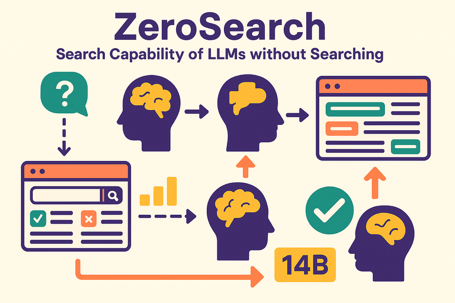 ZeroSearch
Search Capability of LLMs without Searching
?
14B